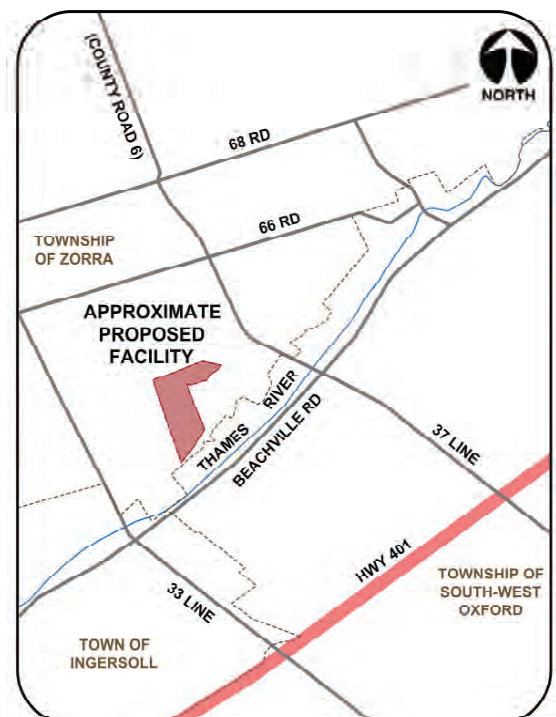 (COUNTY ROAD 6)
NORTH
68 RD
66 RD
TOWNSHIP
OF ZORRA
APPROXIMATE
PROPOSED
FACILITY
THAMES RIVER
BEACHVILLE RD
37 LINE
HWY 401
33 LINE
TOWNSHIP OF
SOUTH-WEST
OXFORD
TOWN OF
INGERSOLL